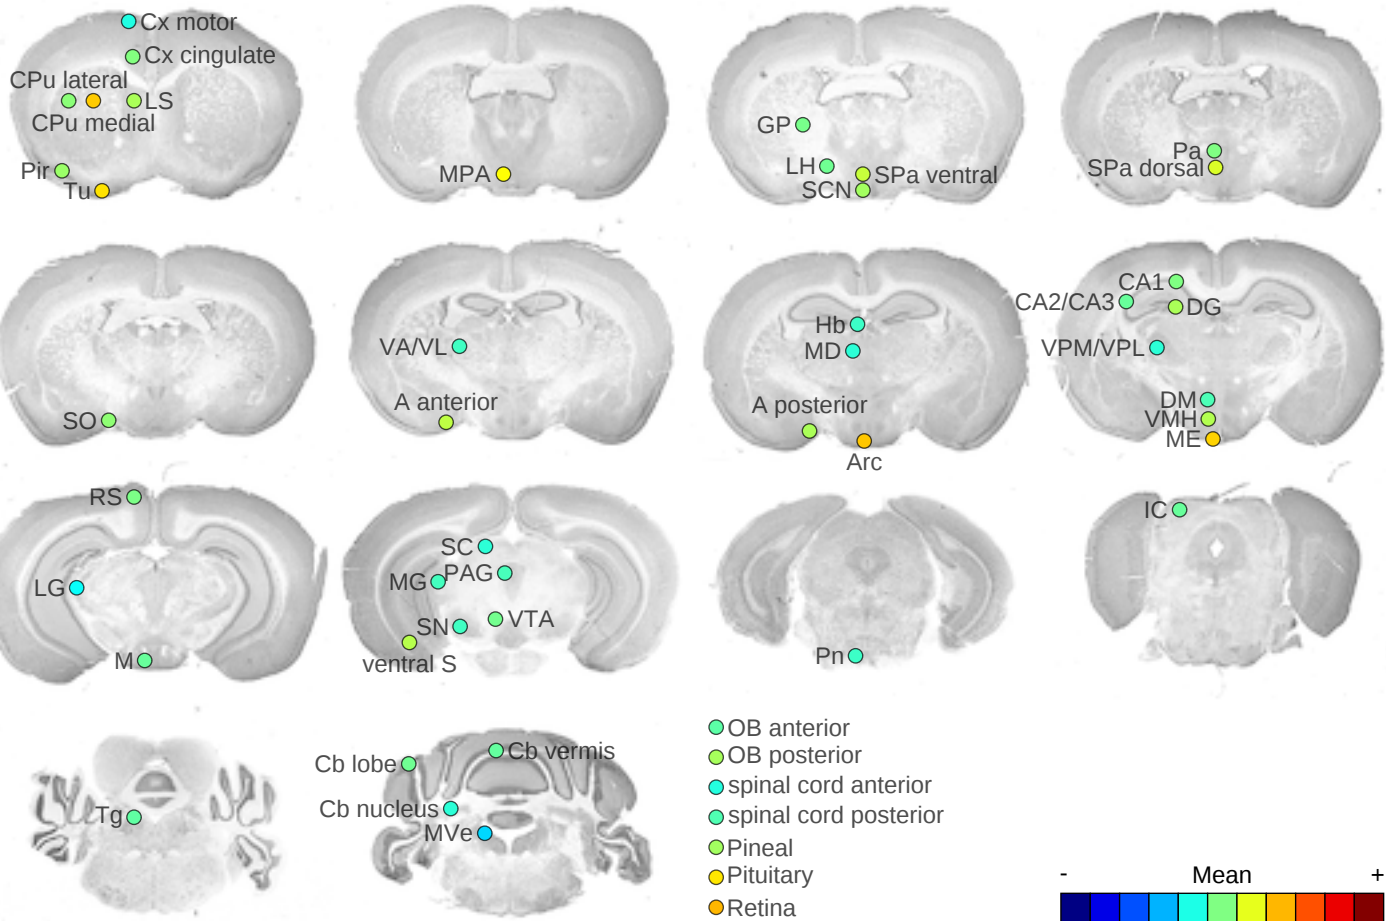 Cx motor
Cx cingulate
CPu lateral
LS
CPu medial
Pir
Tu
MPA
GP
LH
SPa ventral
SCN
Pa
SPa dorsal
SO
VA/VL
A anterior
Hb
MD
A posterior
Arc
CA1
CA2/CA3
DG
VPM/VPL
DM
VMH
ME
RS
LG
M
SC
PAG
MG
VTA
SN
ventral S
Pn
IC
Tg
Cb vermis
Cb lobe
Cb nucleus
MVe
OB anterior
OB posterior
spinal cord anterior
spinal cord posterior
Pineal
Pituitary
Retina
- Mean +